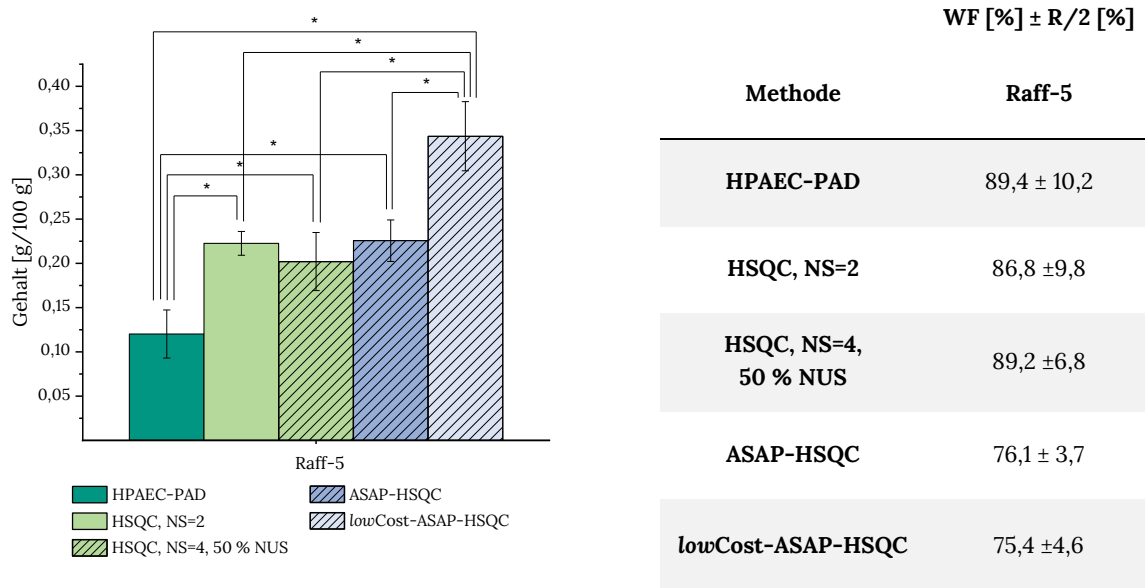 *
*
*
*
*
*
*
Gehalt [g/100 g]
0,40
0,35
0,30
0,25
0,20
0,15
0,10
0,05
Raff-5
HPAEC-PAD
HSQC, NS=2
HSQC, NS=4, 50 % NUS
ASAP-HSQC
lowCost-ASAP-HSQC
WF [%] ± R/2 [%]
Methode Raff-5
HPAEC-PAD 89,4 ± 10,2
HSQC, NS=2 86,8 ±9,8
HSQC, NS=4,
50 % NUS 89,2 ±6,8
ASAP-HSQC 76,1 ± 3,7
lowCost-ASAP-HSQC 75,4 ±4,6